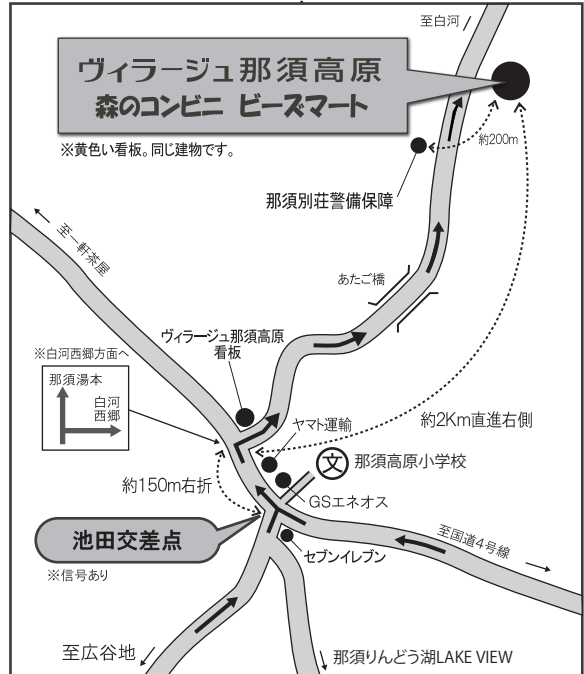 至白河
ヴィラージュ那須高原
森のコンビニ ビーズマート
※黄色い看板。同じ建物です。
約200m
那須別荘警備保障
至一軒茶屋
あたご橋
ヴィラージュ那須高原
看板
※白河西郷方面へ
那須湯本
白河
西郷
ヤマト運輸
約2Km直進右側
文
那須高原小学校
約150m右折
GSエネオス
池田交差点
※信号あり
セブンイレブン
至国道4号線
至広谷地
那須りんどう湖LAKE VIEW